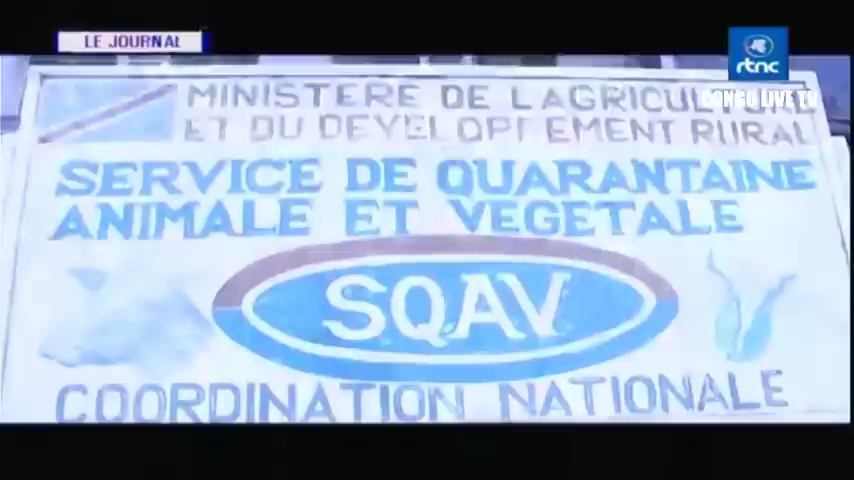 LE JOURNAL
rtnc
CONGO LIVE TV
MINISTERE DE L'AGRICULTURE
ET DU DEVELOPPEMENT RURAL
SERVICE DE QUARANTAINE
ANIMALE ET VEGETALE
SQAV
COORDINATION NATIONALE